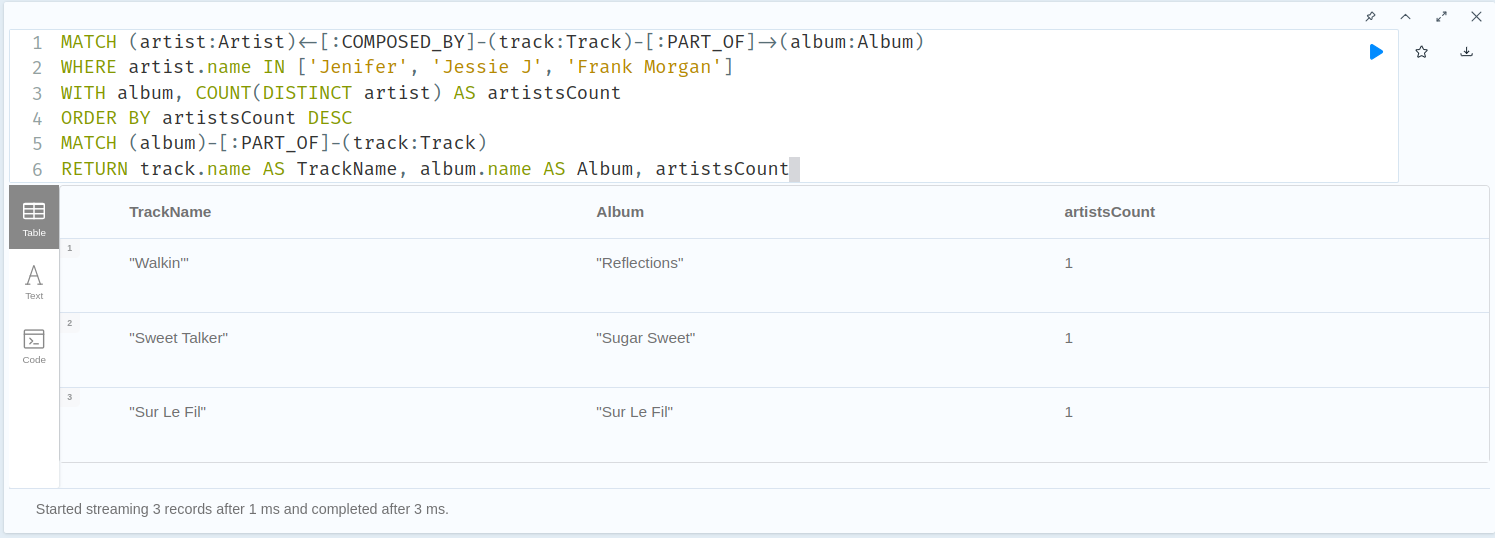 1 MATCH (artist:Artist)<-[:COMPOSED_BY]-(track:Track)-[:PART_OF]->(album:Album)
2 WHERE artist.name IN ['Jenifer', 'Jessie J', 'Frank Morgan']
3 WITH album, COUNT(DISTINCT artist) AS artistsCount
4 ORDER BY artistsCount DESC
5 MATCH (album)-[:PART_OF]-(track:Track)
6 RETURN track.name AS TrackName, album.name AS Album, artistsCount
TrackName Album artistsCount
Table
1
"Walkin'" "Reflections" 1
Text
2
"Sweet Talker" "Sugar Sweet" 1
Code
3
"Sur Le Fil" "Sur Le Fil" 1
Started streaming 3 records after 1 ms and completed after 3 ms.